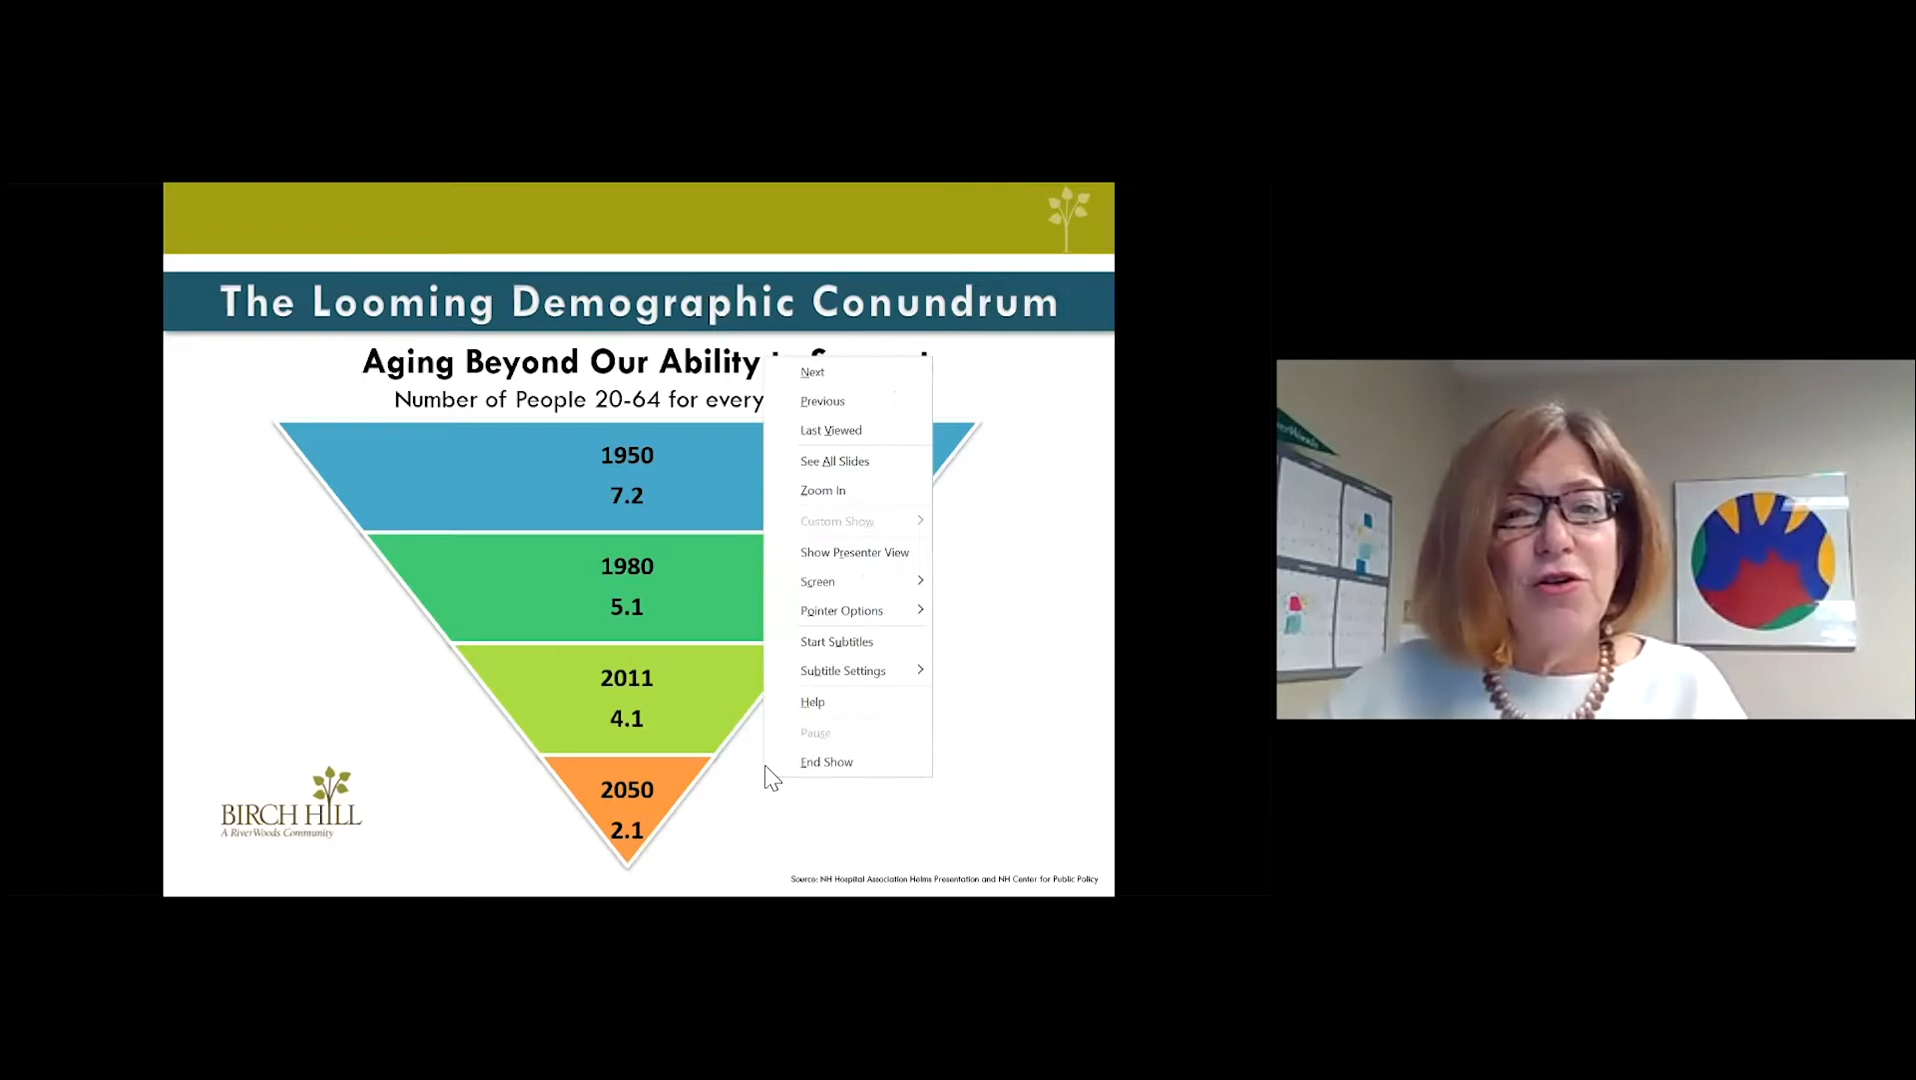 The Looming Demographic Conundrum
Aging Beyond Our Ability
Number of People 20-64 for every
1950
7.2
1980
5.1
2011
4.1
2050
2.1
Next
Previous
Last Viewed
See All Slides
Zoom In
Custom Show
Show Presenter View
Screen
Pointer Options
Start Subtitles
Subtitle Settings
Help
Pause
End Show
BIRCH HILL
A RiverWoods Community
Source: NH Hospital Association Helms Presentation and NH Center for Public Policy